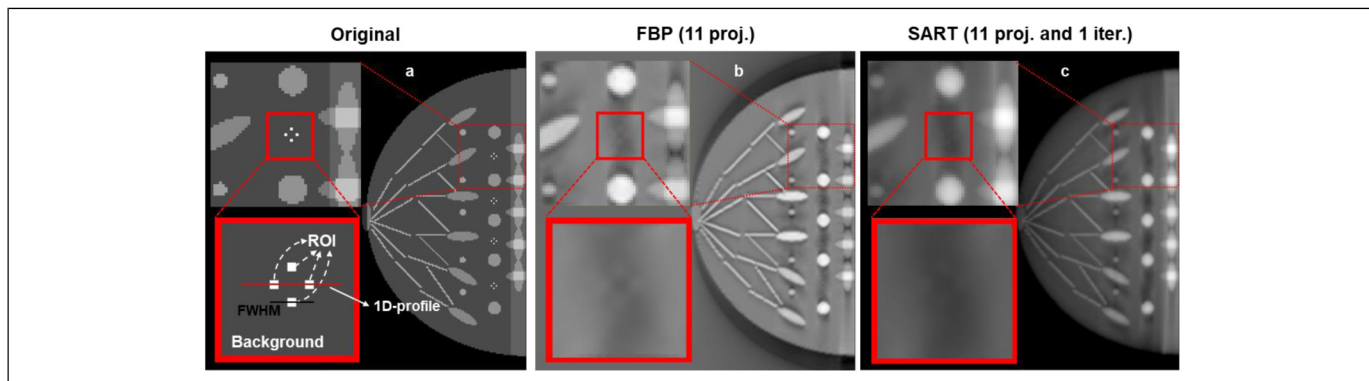 Original
FBP (11 proj.)
SART (11 proj. and 1 iter.)
a
b
c
ROI
FWHM
1D-profile
Background